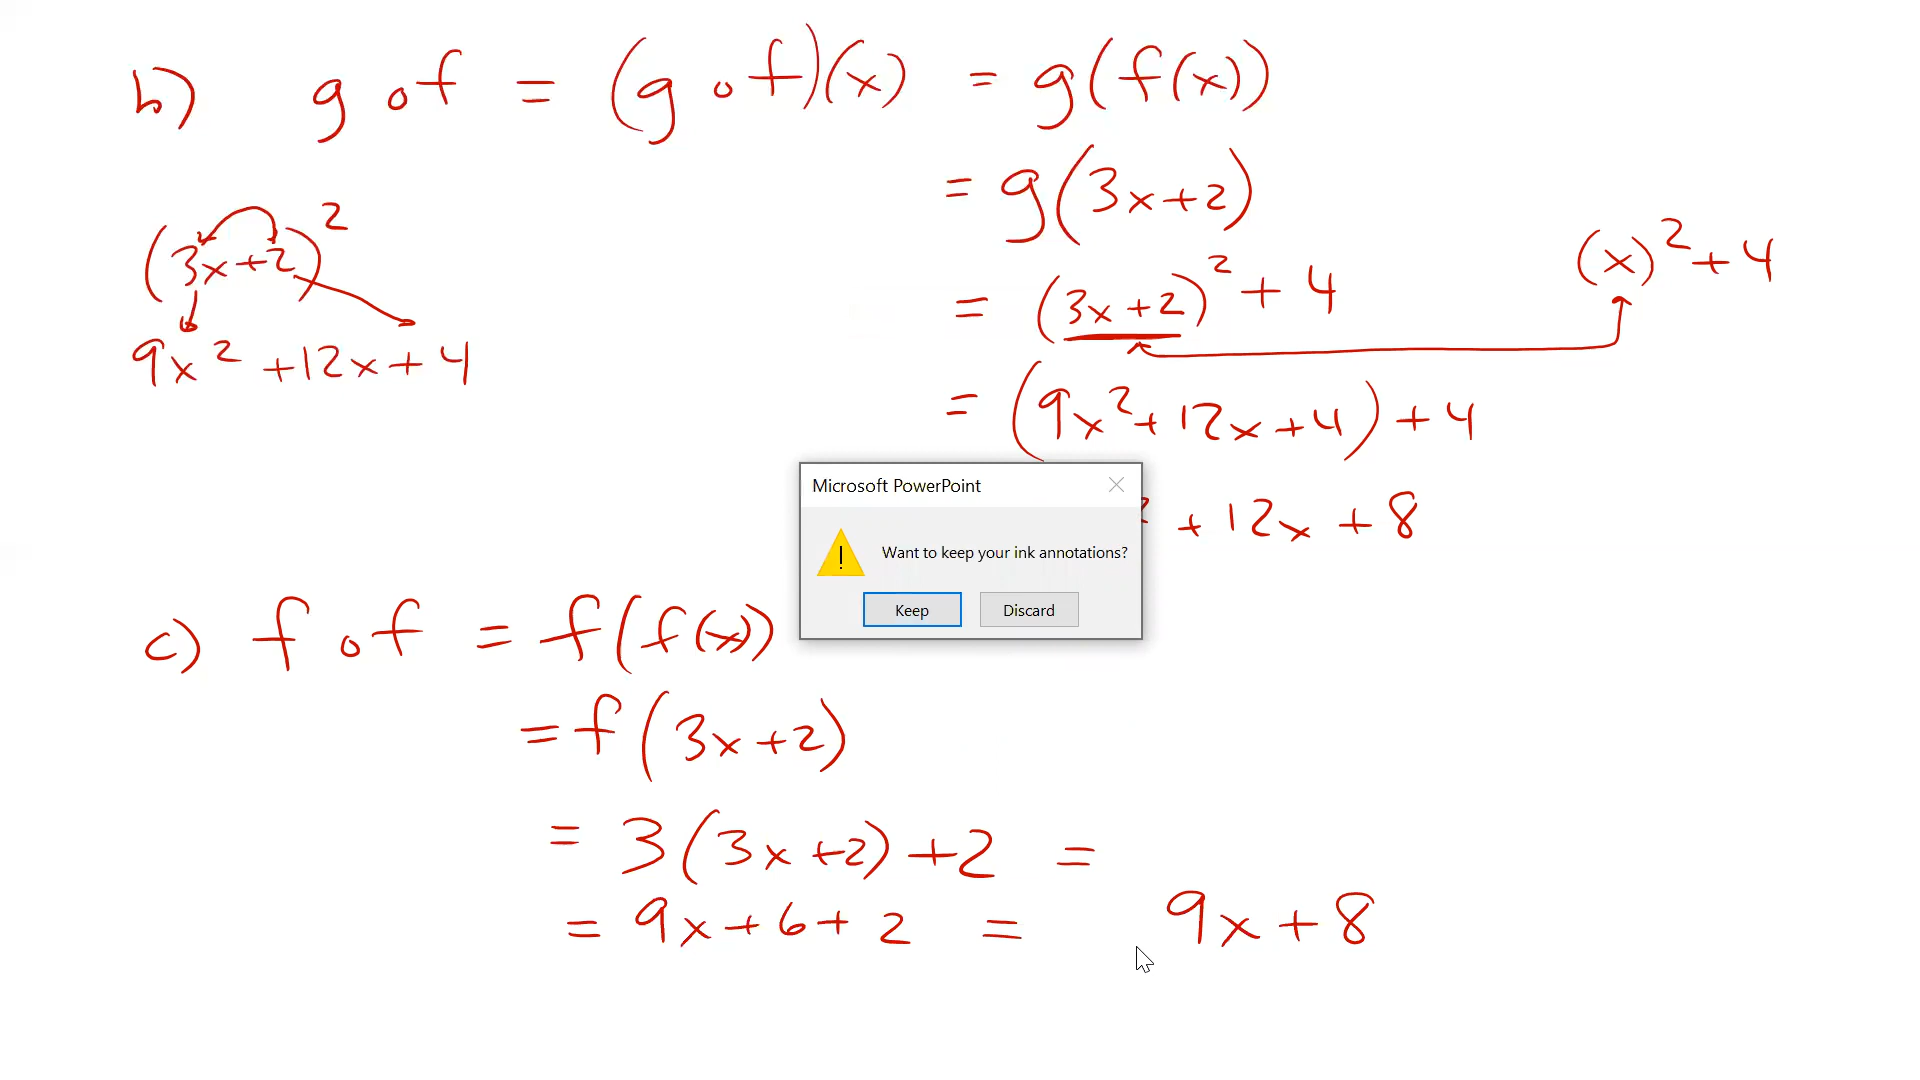 b) g o f = (g o f)(x) = g(f(x))
= g(3x+2)
(3x+2)²
(x)² + 4
= (3x+2)² + 4
9x² +12x+4
= (9x²+12x+4) + 4
+ 12x + 8
Microsoft PowerPoint
Want to keep your ink annotations?
Keep Discard
c) f o f = f(f(x))
= f(3x+2)
= 3(3x+2)+2 =
= 9x+6+2 = 9x+8